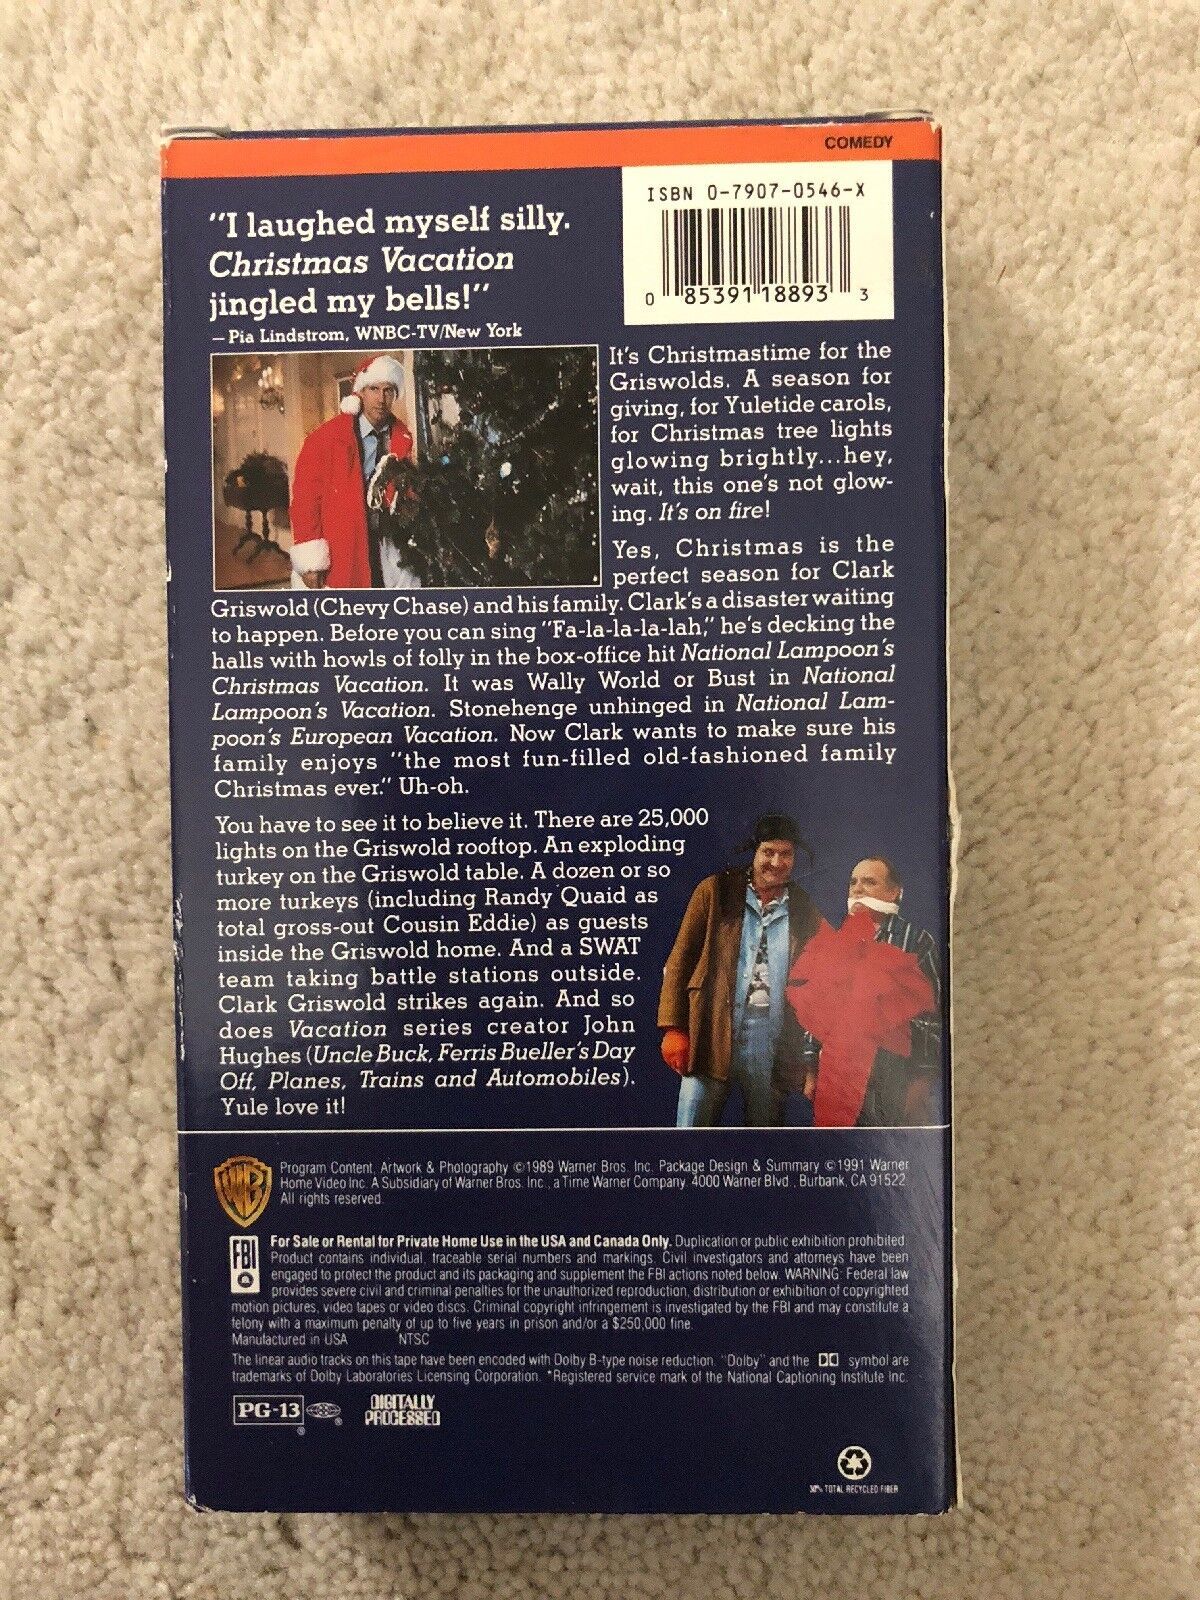 COMEDY
ISBN 0-7907-0546-X
0 85391 18893 3
"I laughed myself silly.
Christmas Vacation
jingled my bells!"
– Pia Lindstrom, WNBC-TV/New York
It's Christmastime for the
Griswolds. A season for
giving, for Yuletide carols,
for Christmas tree lights
glowing brightly...hey,
wait, this one's not glow-
ing. It's on fire!
Yes, Christmas is the
perfect season for Clark
Griswold (Chevy Chase) and his family. Clark's a disaster waiting
to happen. Before you can sing "Fa-la-la-la-lah," he's decking the
halls with howls of folly in the box-office hit National Lampoon's
Christmas Vacation. It was Wally World or Bust in National
Lampoon's Vacation. Stonehenge unhinged in National Lam-
poon's European Vacation. Now Clark wants to make sure his
family enjoys "the most fun-filled old-fashioned family
Christmas ever." Uh-oh.
You have to see it to believe it. There are 25,000
lights on the Griswold rooftop. An exploding
turkey on the Griswold table. A dozen or so
more turkeys (including Randy Quaid as
total gross-out Cousin Eddie) as guests
inside the Griswold home. And a SWAT
team taking battle stations outside.
Clark Griswold strikes again. And so
does Vacation series creator John
Hughes (Uncle Buck, Ferris Bueller's Day
Off, Planes, Trains and Automobiles).
Yule love it!
WB
Program Content, Artwork & Photography ©1989 Warner Bros. Inc. Package Design & Summary ©1991 Warner
Home Video Inc. A Subsidiary of Warner Bros. Inc., a Time Warner Company. 4000 Warner Blvd., Burbank, CA 91522.
All rights reserved.
FBI
For Sale or Rental for Private Home Use in the USA and Canada Only. Duplication or public exhibition prohibited.
Product contains individual, traceable serial numbers and markings. Civil investigators and attorneys have been
engaged to protect the product and its packaging and supplement the FBI actions noted below. WARNING: Federal law
provides severe civil and criminal penalties for the unauthorized reproduction, distribution or exhibition of copyrighted
motion pictures, video tapes or video discs. Criminal copyright infringement is investigated by the FBI and may constitute a
felony with a maximum penalty of up to five years in prison and/or a $250,000 fine.
Manufactured in USA NTSC
The linear audio tracks on this tape have been encoded with Dolby B-type noise reduction. "Dolby" and the symbol are
trademarks of Dolby Laboratories Licensing Corporation. *Registered service mark of the National Captioning Institute Inc.
PG-13 ® ®
DIGITALLY
PROCESSED
30% TOTAL RECYCLED FIBER